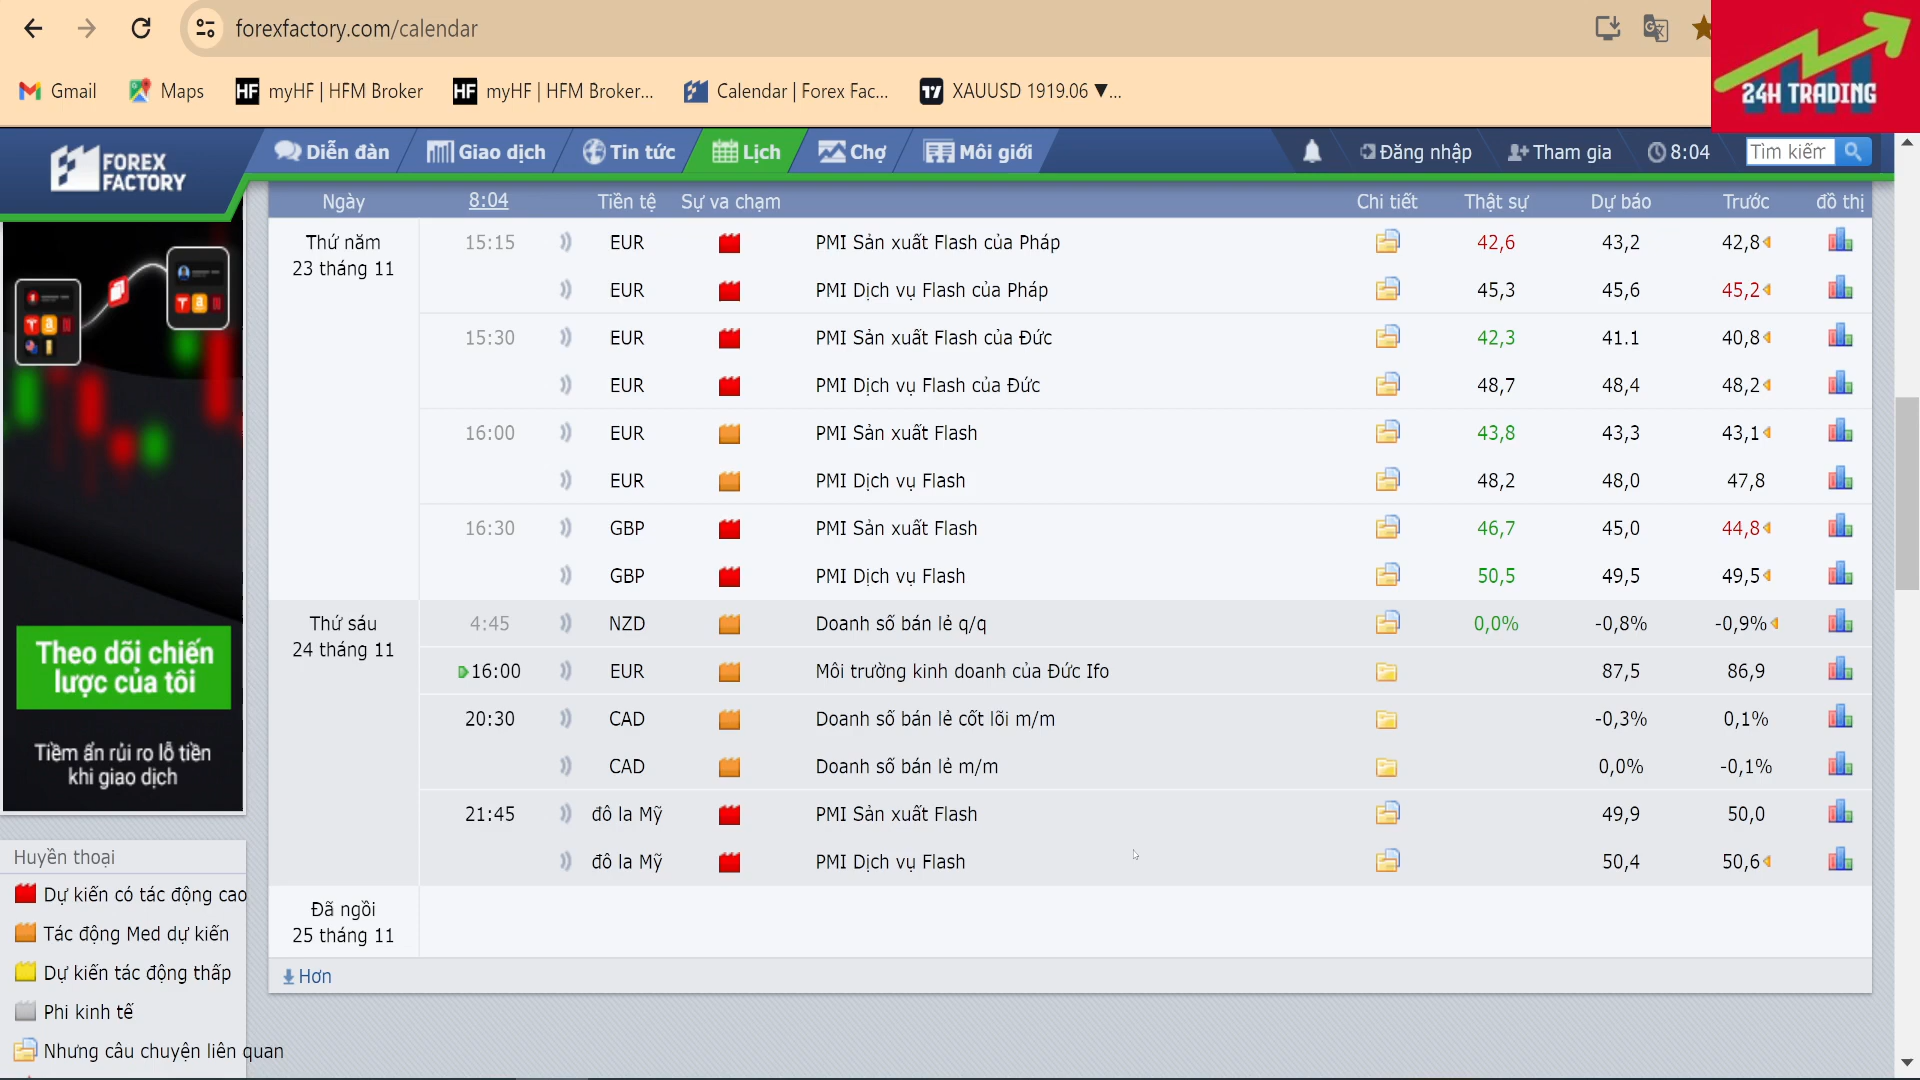 forexfactory.com/calendar
Gmail Maps HF myHF | HFM Broker HF myHF | HFM Broker... Calendar | Forex Fac... XAUUSD 1919.06 ▼...
24H TRADING
FOREX FACTORY Diễn đàn Giao dịch Tin tức Lịch Chợ Môi giới Đăng nhập Tham gia 8:04 Tìm kiếm
Ngày 8:04 Tiền tệ Sự va chạm Chi tiết Thật sự Dự báo Trước đồ thị
Thứ năm 23 tháng 11 15:15 EUR PMI Sản xuất Flash của Pháp 42,6 43,2 42,8
EUR PMI Dịch vụ Flash của Pháp 45,3 45,6 45,2
15:30 EUR PMI Sản xuất Flash của Đức 42,3 41.1 40,8
EUR PMI Dịch vụ Flash của Đức 48,7 48,4 48,2
16:00 EUR PMI Sản xuất Flash 43,8 43,3 43,1
EUR PMI Dịch vụ Flash 48,2 48,0 47,8
16:30 GBP PMI Sản xuất Flash 46,7 45,0 44,8
GBP PMI Dịch vụ Flash 50,5 49,5 49,5
Thứ sáu 24 tháng 11 4:45 NZD Doanh số bán lẻ q/q 0,0% -0,8% -0,9%
16:00 EUR Môi trường kinh doanh của Đức Ifo 87,5 86,9
20:30 CAD Doanh số bán lẻ cốt lõi m/m -0,3% 0,1%
CAD Doanh số bán lẻ m/m 0,0% -0,1%
21:45 đô la Mỹ PMI Sản xuất Flash 49,9 50,0
đô la Mỹ PMI Dịch vụ Flash 50,4 50,6
Đã ngồi 25 tháng 11
Hơn
Theo dõi chiến
lược của tôi
Tiềm ẩn rủi ro lỗ tiền
khi giao dịch
Huyền thoại
Dự kiến có tác động cao
Tác động Med dự kiến
Dự kiến tác động thấp
Phi kinh tế
Nhưng câu chuyện liên quan